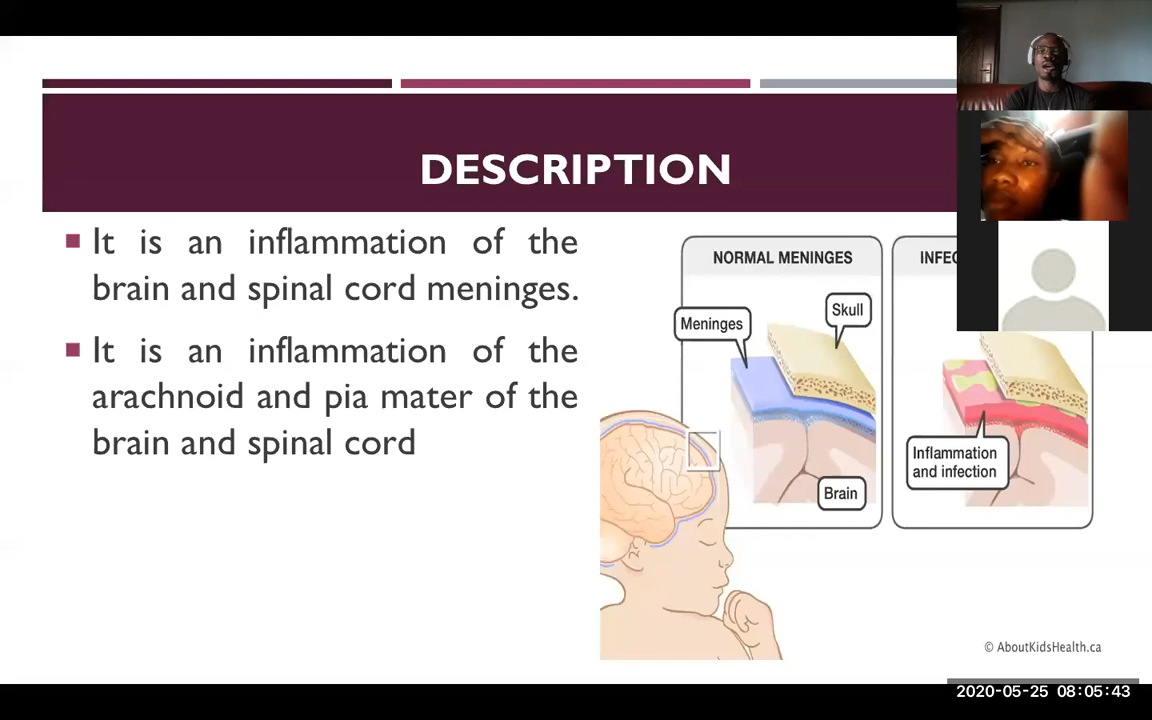 DESCRIPTION
It is an inflammation of the
brain and spinal cord meninges.
It is an inflammation of the
arachnoid and pia mater of the
brain and spinal cord
NORMAL MENINGES
Meninges
Skull
Brain
INFEC
Inflammation
and infection
© AboutKidsHealth.ca
2020-05-25 08:05:43